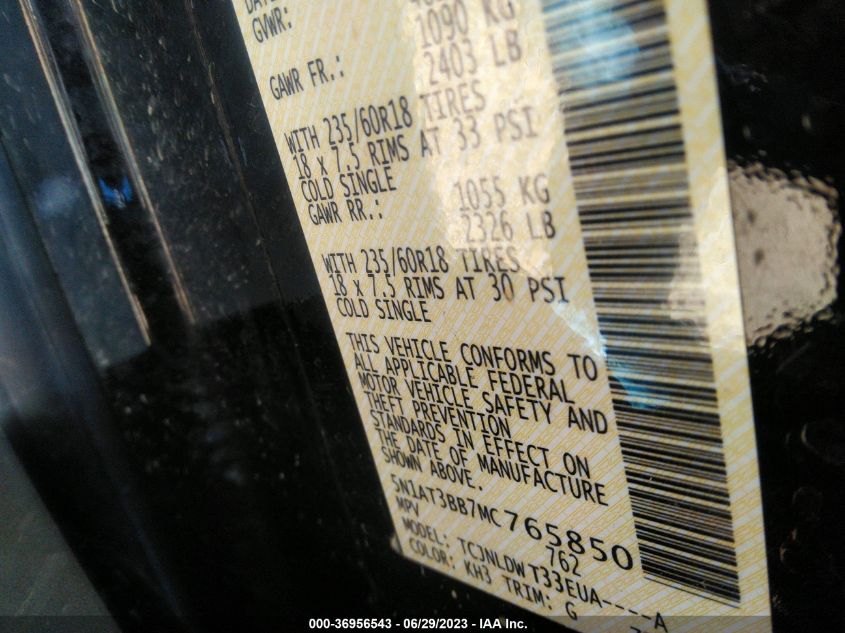 GVWR:
GAWR FR.: 1090 KG
2403 LB
WITH 235/60R18 TIRES
18 X 7.5 RIMS AT 33 PSI
COLD SINGLE
GAWR RR.: 1055 KG
2326 LB
WITH 235/60R18 TIRES
18 X 7.5 RIMS AT 30 PSI
COLD SINGLE
THIS VEHICLE CONFORMS TO
ALL APPLICABLE FEDERAL
MOTOR VEHICLE SAFETY AND
THEFT PREVENTION
STANDARDS IN EFFECT ON
THE DATE OF MANUFACTURE
SHOWN ABOVE.
5N1AT3BB7MC765850
MPV 762
MODEL: TCJNLDWT33EUA----A
COLOR: KH3 TRIM: G
000-36956543 - 06/29/2023 - IAA Inc.